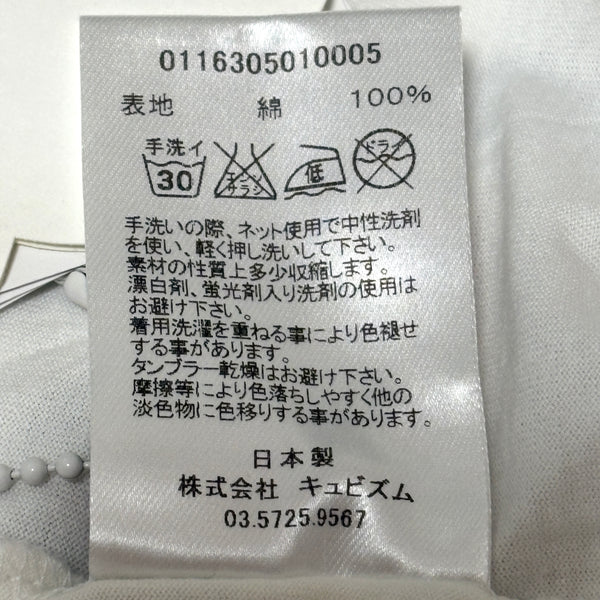 0116305010005
表地 綿 100%
手洗イ
30 エンソサラシ 低 ドライ
手洗いの際、ネット使用で中性洗剤
を使い、軽く押し洗いして下さい。
素材の性質上多少収縮します。
漂白剤、蛍光剤入り洗剤の使用は
お避け下さい。
着用洗濯を重ねる事により色褪せ
する事があります。
タンブラー乾燥はお避け下さい。
摩擦等により色落ちしやすく他の
淡色物に色移りする事があります。
日本製
株式会社 キュビズム
03.5725.9567